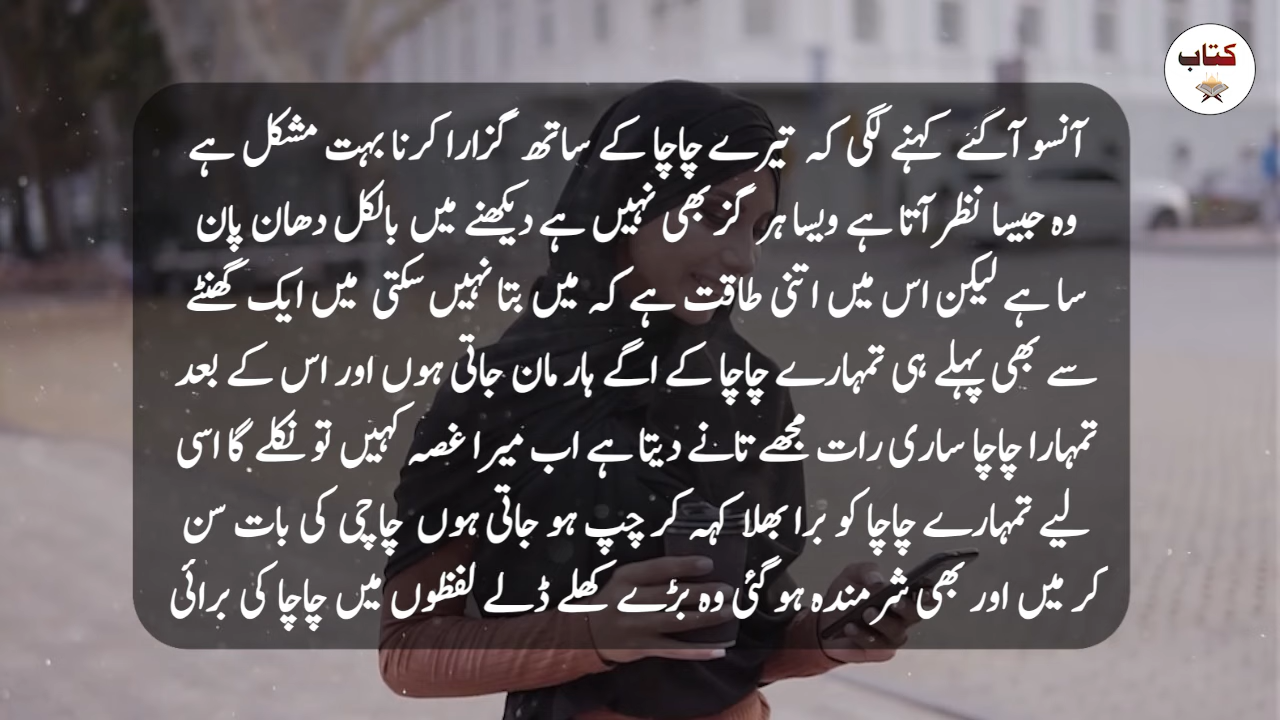 کتاب
آنسو آ گئے کہنے لگی کہ تیرے چاچا کے ساتھ گزارا کرنا بہت مشکل ہے
وہ جیسا نظر آتا ہے ویسا ہر گز بھی نہیں ہے دیکھنے میں بالکل دھان پان
سا ہے لیکن اس میں اتنی طاقت ہے کہ میں بتا نہیں سکتی میں ایک گھنٹے
سے بھی پہلے ہی تمہارے چاچا کے اگے ہار مان جاتی ہوں اور اس کے بعد
تمہارا چاچا ساری رات مجھے تانے دیتا ہے اب میرا غصہ کہیں تو نکلے گا اسی
لیے تمہارے چاچا کو برا بھلا کہہ کر چپ ہو جاتی ہوں چاچی کی بات سن
کر میں اور بھی شرمندہ ہو گئی وہ بڑے کھلے ڈلے لفظوں میں چاچا کی برائی